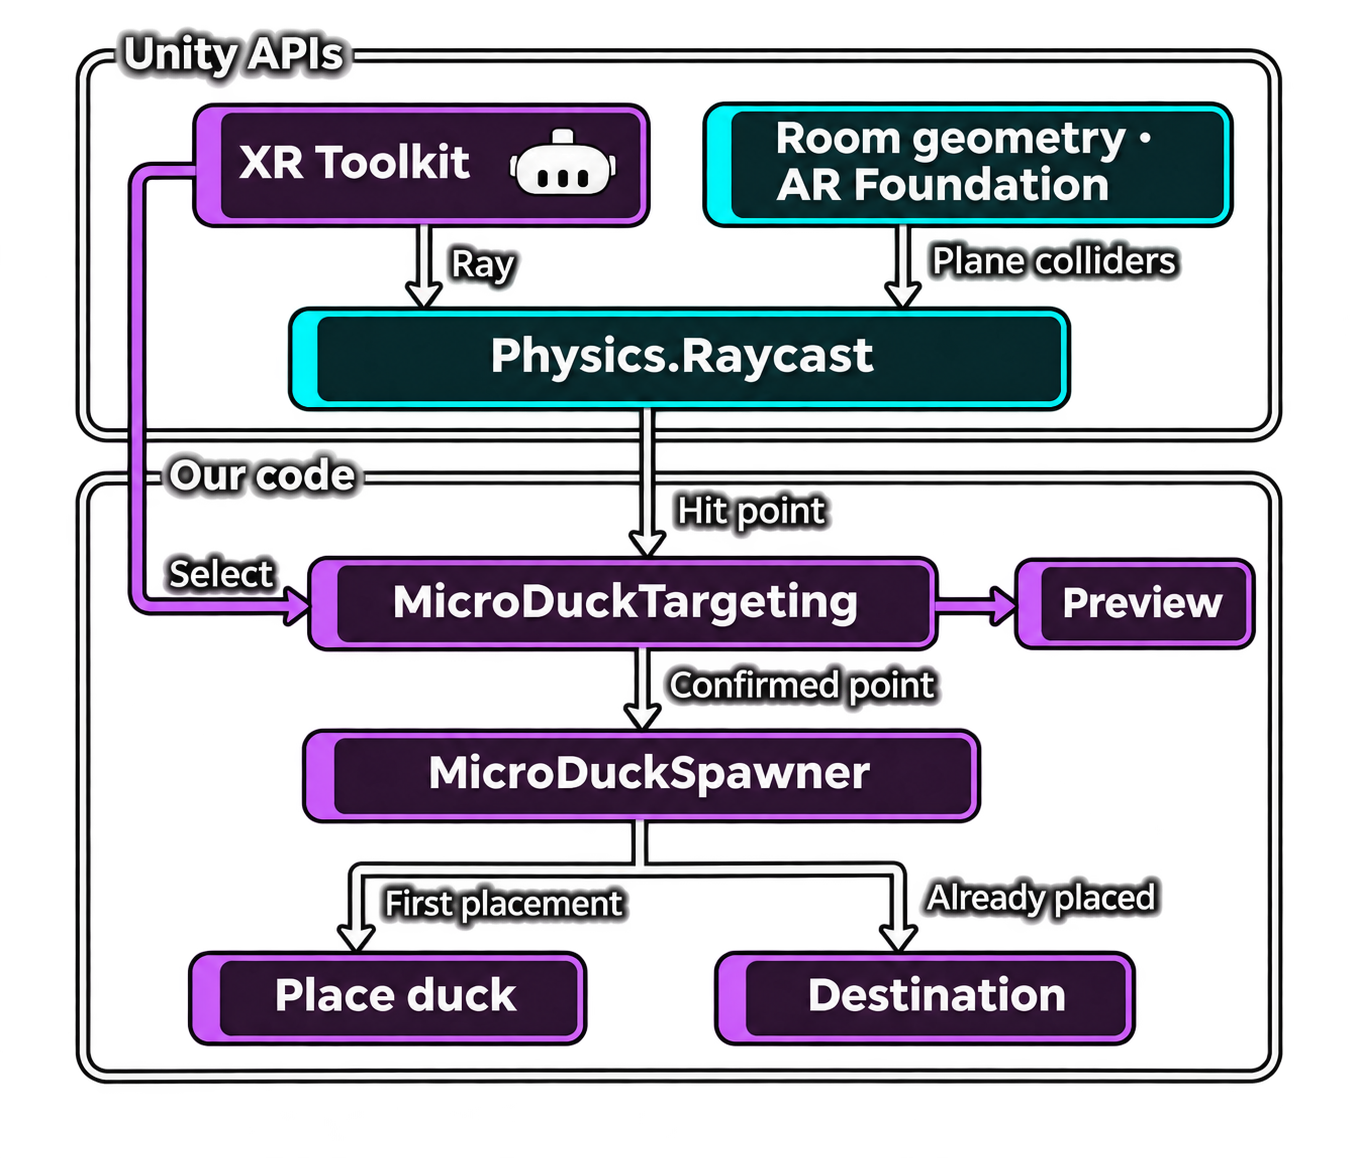 Unity APIs
XR Toolkit
Room geometry •
AR Foundation
Ray
Plane colliders
Physics.Raycast
Our code
Hit point
Select
MicroDuckTargeting
Preview
Confirmed point
MicroDuckSpawner
First placement
Already placed
Place duck
Destination